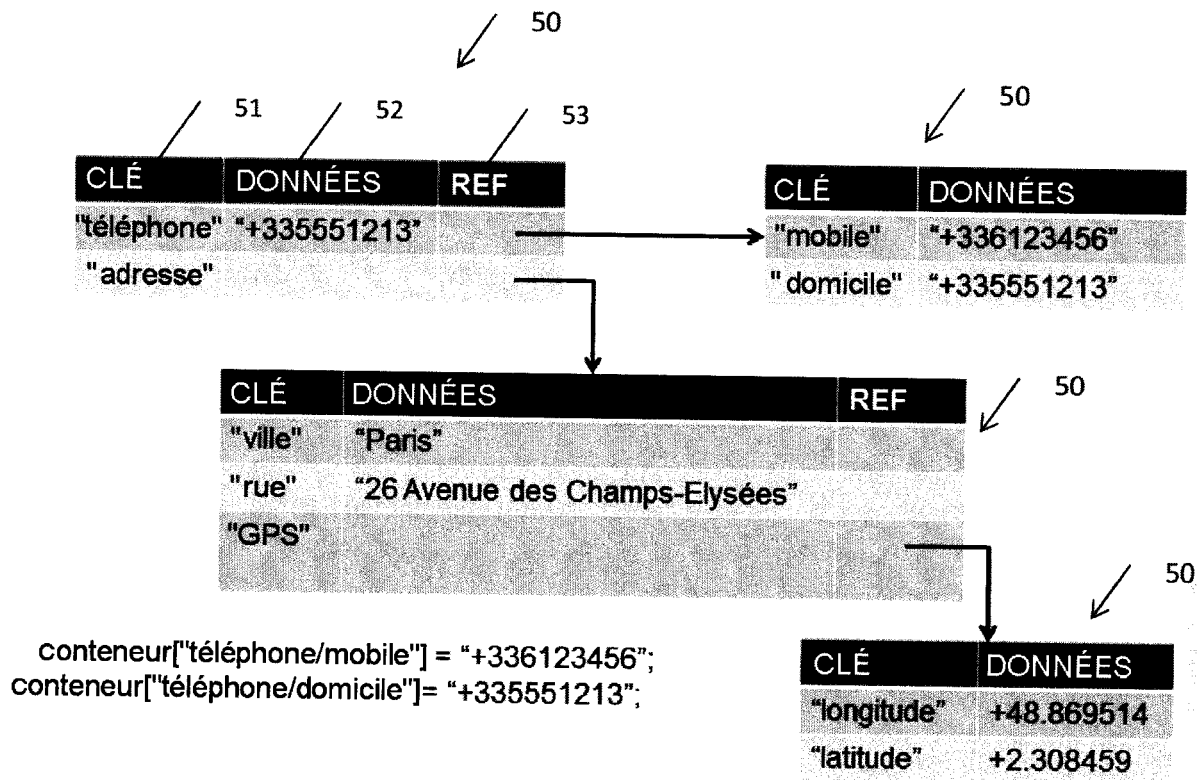 50
51 52 53
50
CLÉ DONNÉES REF
"téléphone" "+335551213"
"adresse"
CLÉ DONNÉES
"mobile" "+336123456"
"domicile" "+335551213"
50
CLÉ DONNÉES REF
"ville" "Paris"
"rue" "26 Avenue des Champs-Elysées"
"GPS"
50
conteneur["téléphone/mobile"] = "+336123456";
conteneur["téléphone/domicile"]= "+335551213";
CLÉ DONNÉES
"longitude" +48.869514
"latitude" +2.308459